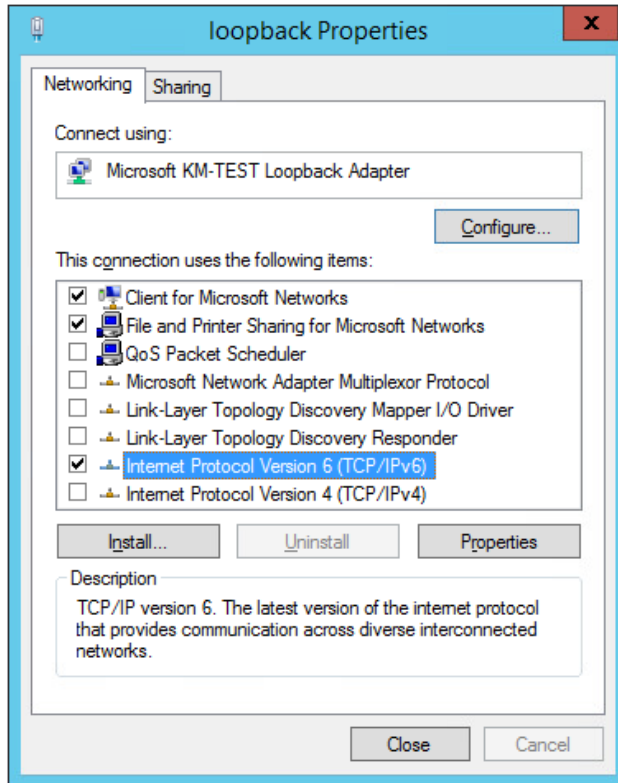 loopback Properties
x
Networking
Sharing
Connect using:
Microsoft KM-TEST Loopback Adapter
Configure...
This connection uses the following items:
Client for Microsoft Networks
File and Printer Sharing for Microsoft Networks
QoS Packet Scheduler
Microsoft Network Adapter Multiplexor Protocol
Link-Layer Topology Discovery Mapper I/O Driver
Link-Layer Topology Discovery Responder
Internet Protocol Version 6 (TCP/IPv6)
Internet Protocol Version 4 (TCP/IPv4)
Install...
Uninstall
Properties
Description
TCP/IP version 6. The latest version of the internet protocol
that provides communication across diverse interconnected
networks.
Close
Cancel